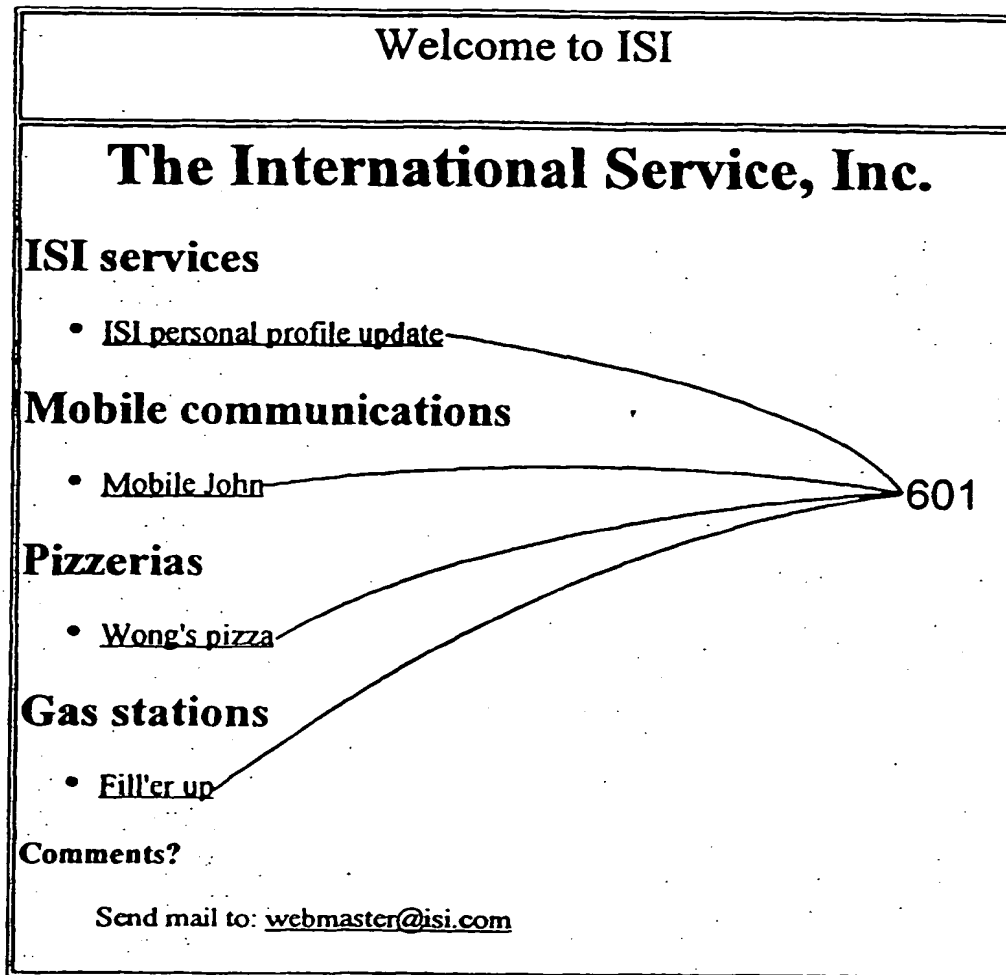 Welcome to ISI
The International Service, Inc.
ISI services
• ISI personal profile update
Mobile communications
• Mobile John
601
Pizzerias
• Wong's pizza
Gas stations
• Fill'er up
Comments?
Send mail to: webmaster@isi.com